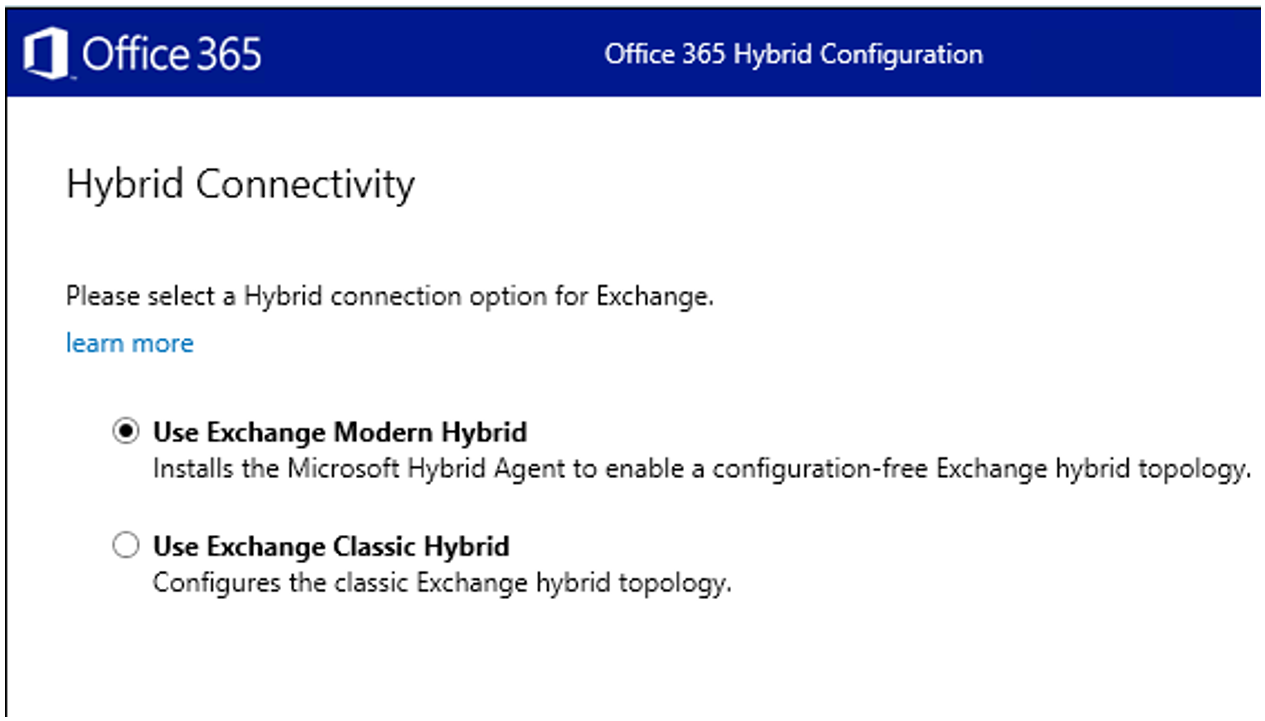 Office 365
Office 365 Hybrid Configuration
Hybrid Connectivity
Please select a Hybrid connection option for Exchange.
learn more
Use Exchange Modern Hybrid
Installs the Microsoft Hybrid Agent to enable a configuration-free Exchange hybrid topology.
Use Exchange Classic Hybrid
Configures the classic Exchange hybrid topology.